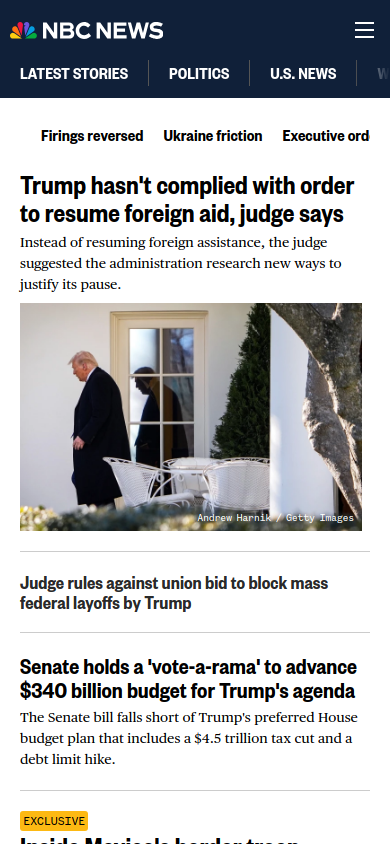 NBC NEWS
LATEST STORIES POLITICS U.S. NEWS
Firings reversed Ukraine friction Executive ord
Trump hasn't complied with order
to resume foreign aid, judge says
Instead of resuming foreign assistance, the judge
suggested the administration research new ways to
justify its pause.
Andrew Harnik / Getty Images
Judge rules against union bid to block mass
federal layoffs by Trump
Senate holds a 'vote-a-rama' to advance
$340 billion budget for Trump's agenda
The Senate bill falls short of Trump's preferred House
budget plan that includes a $4.5 trillion tax cut and a
debt limit hike.
EXCLUSIVE